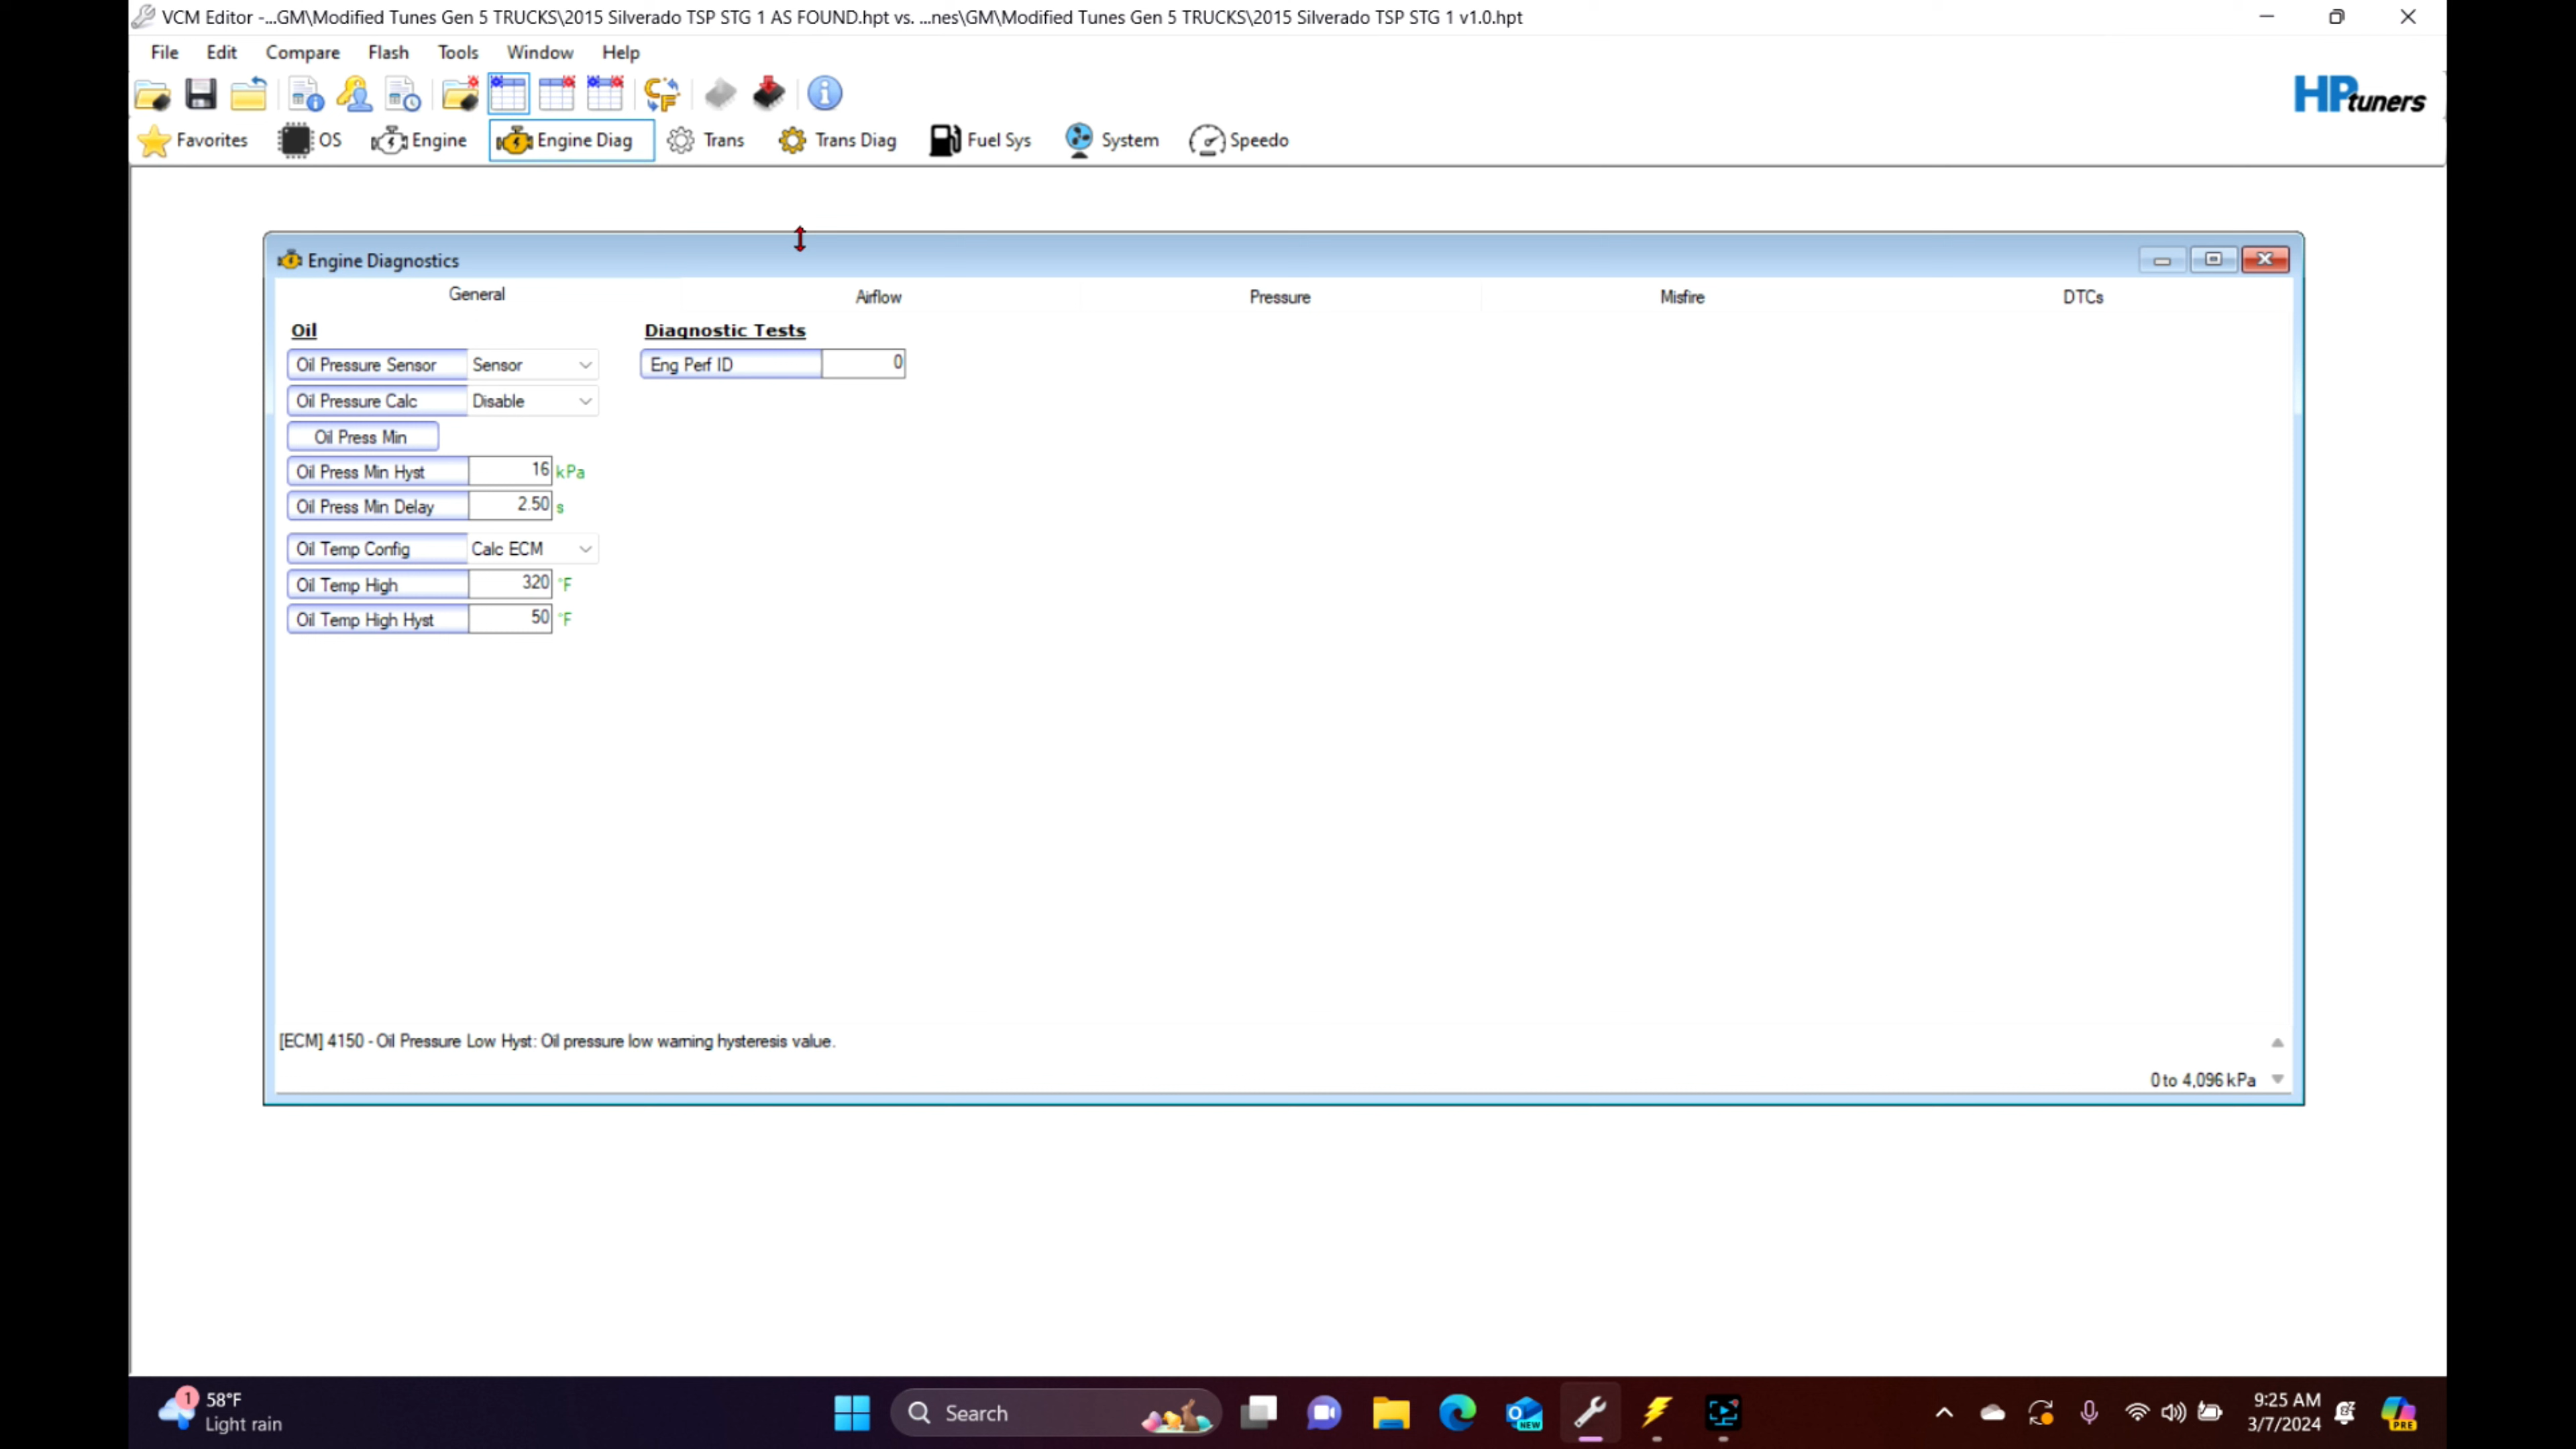 VCM Editor -...GM\Modified Tunes Gen 5 TRUCKS\2015 Silverado TSP STG 1 AS FOUND.hpt vs. ...nes\GM\Modified Tunes Gen 5 TRUCKS\2015 Silverado TSP STG 1 v1.0.hpt
File Edit Compare Flash Tools Window Help
HPtuners
Favorites OS Engine Engine Diag Trans Trans Diag Fuel Sys System Speedo
Engine Diagnostics
General Airflow Pressure Misfire DTCs
Oil Diagnostic Tests
Oil Pressure Sensor Sensor Eng Perf ID 0
Oil Pressure Calc Disable
Oil Press Min
Oil Press Min Hyst 16 kPa
Oil Press Min Delay 2.50 s
Oil Temp Config Calc ECM
Oil Temp High 320 °F
Oil Temp High Hyst 50 °F
[ECM] 4150 - Oil Pressure Low Hyst: Oil pressure low warning hysteresis value.
0 to 4,096 kPa
1 58°F
Light rain
Search
NEW
9:25 AM
3/7/2024
PRE